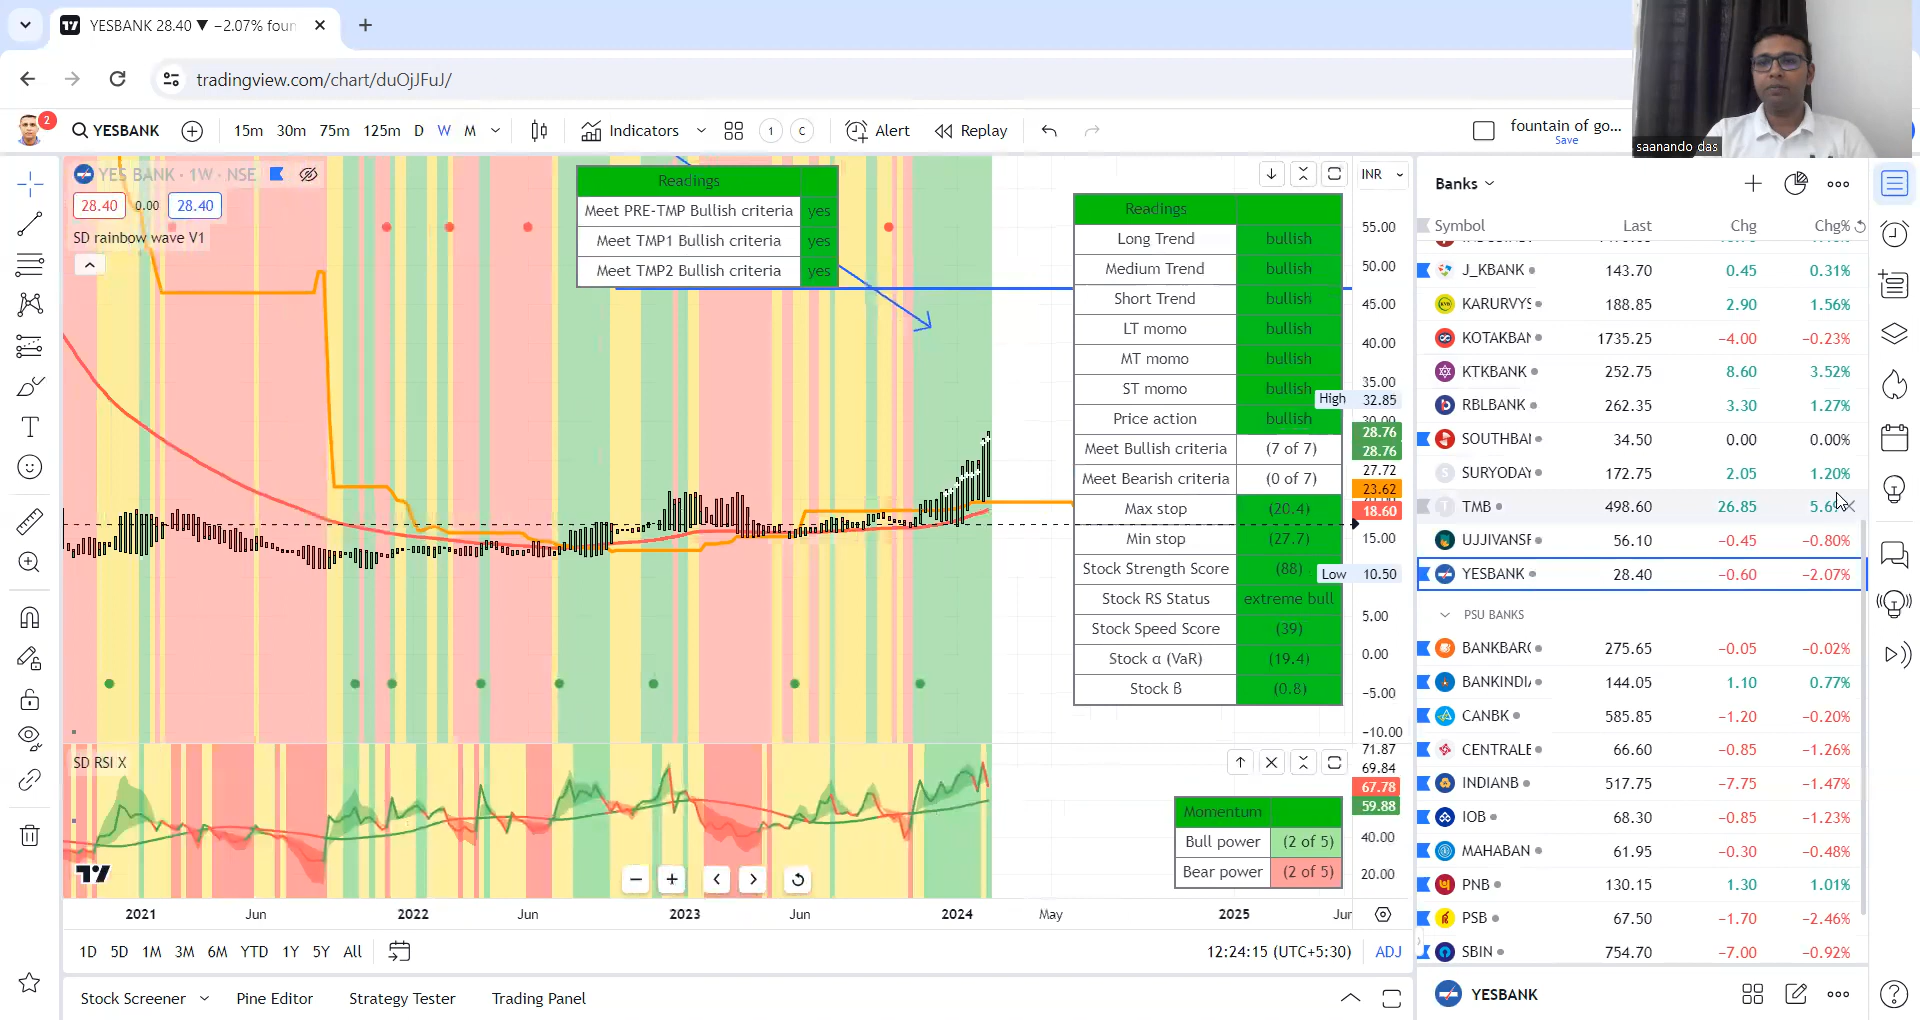 YESBANK 28.40 ▼ −2.07% foun
tradingview.com/chart/duOjJFuJ/
2
YESBANK
15m 30m 75m 125m D W M
Indicators
1 C
Alert
Replay
fountain of go...
Save
saanando das
YES BANK · 1W · NSE
28.40 0.00 28.40
SD rainbow wave V1
Readings
Meet PRE-TMP Bullish criteria yes
Meet TMP1 Bullish criteria yes
Meet TMP2 Bullish criteria yes
Readings
Long Trend bullish
Medium Trend bullish
Short Trend bullish
LT momo bullish
MT momo bullish
ST momo bullish
Price action bullish
Meet Bullish criteria (7 of 7)
Meet Bearish criteria (0 of 7)
Max stop (20.4)
Min stop (27.7)
Stock Strength Score (88)
Stock RS Status extreme bull
Stock Speed Score (39)
Stock α (VaR) (19.4)
Stock ß (0.8)
INR
55.00
50.00
45.00
40.00
35.00
High 32.85
30.00
28.76
28.76
27.72
23.62
18.60
15.00
Low 10.50
5.00
0.00
−5.00
−10.00
SD RSI X
71.87
69.84
67.78
59.88
40.00
20.00
Momentum
Bull power (2 of 5)
Bear power (2 of 5)
2021 Jun 2022 Jun 2023 Jun 2024 May 2025 Jur
1D 5D 1M 3M 6M YTD 1Y 5Y All
12:24:15 (UTC+5:30) ADJ
Stock Screener Pine Editor Strategy Tester Trading Panel
Banks
Symbol Last Chg Chg%
J_KBANK 143.70 0.45 0.31%
KARURVYS 188.85 2.90 1.56%
KOTAKBAN 1735.25 −4.00 −0.23%
KTKBANK 252.75 8.60 3.52%
RBLBANK 262.35 3.30 1.27%
SOUTHBAN 34.50 0.00 0.00%
SURYODAY 172.75 2.05 1.20%
TMB 498.60 26.85
UJJIVANSF 56.10 −0.45 −0.80%
YESBANK 28.40 −0.60 −2.07%
PSU BANKS
BANKBARO 275.65 −0.05 −0.02%
BANKINDIA 144.05 1.10 0.77%
CANBK 585.85 −1.20 −0.20%
CENTRALB 66.60 −0.85 −1.26%
INDIANB 517.75 −7.75 −1.47%
IOB 68.30 −0.85 −1.23%
MAHABAN 61.95 −0.30 −0.48%
PNB 130.15 1.30 1.01%
PSB 67.50 −1.70 −2.46%
SBIN 754.70 −7.00 −0.92%
YESBANK